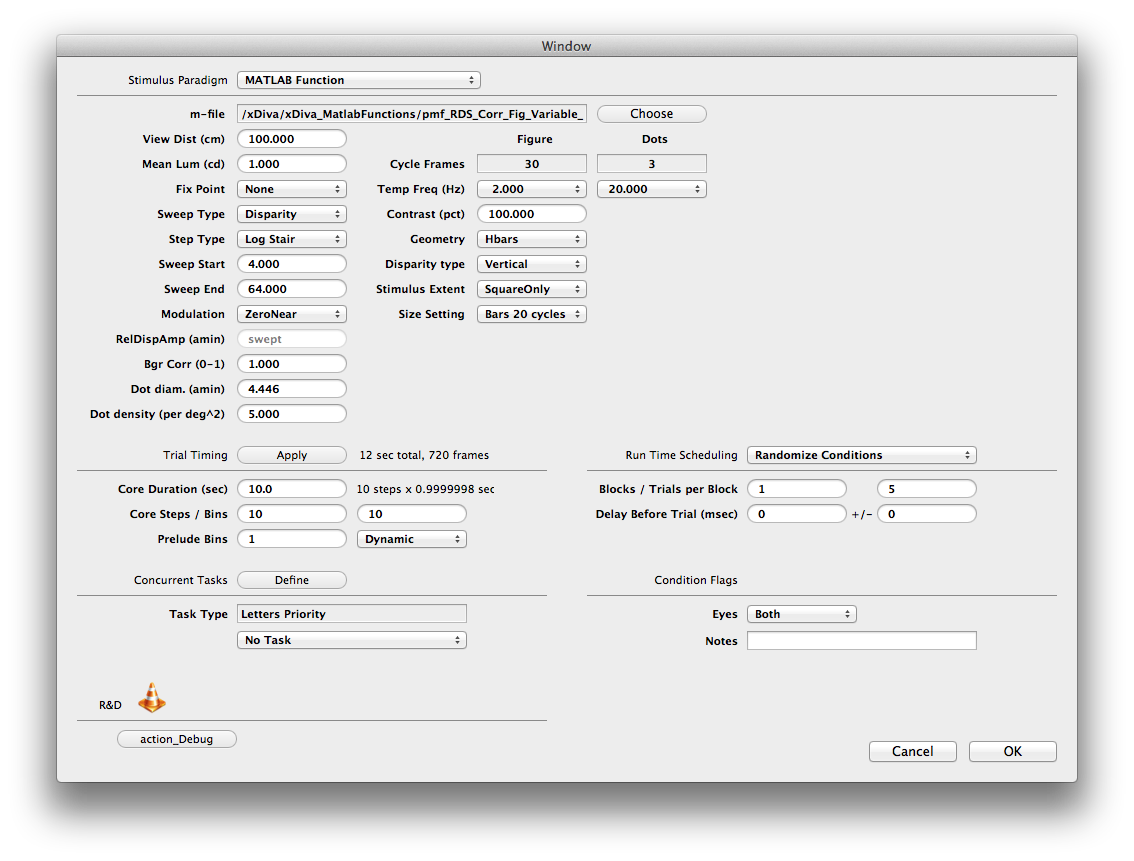 Window
Stimulus Paradigm MATLAB Function
m-file /xDiva/xDiva_MatlabFunctions/pmf_RDS_Corr_Fig_Variable_ Choose
View Dist (cm) 100.000 Figure Dots
Mean Lum (cd) 1.000 Cycle Frames 30 3
Fix Point None Temp Freq (Hz) 2.000 20.000
Sweep Type Disparity Contrast (pct) 100.000
Step Type Log Stair Geometry Hbars
Sweep Start 4.000 Disparity type Vertical
Sweep End 64.000 Stimulus Extent SquareOnly
Modulation ZeroNear Size Setting Bars 20 cycles
RelDispAmp (amin) swept
Bgr Corr (0-1) 1.000
Dot diam. (amin) 4.446
Dot density (per deg^2) 5.000
Trial Timing Apply 12 sec total, 720 frames Run Time Scheduling Randomize Conditions
Core Duration (sec) 10.0 10 steps x 0.9999998 sec Blocks / Trials per Block 1 5
Core Steps / Bins 10 10 Delay Before Trial (msec) 0 +/- 0
Prelude Bins 1 Dynamic
Concurrent Tasks Define Condition Flags
Task Type Letters Priority Eyes Both
No Task Notes
R&D
action_Debug
Cancel OK